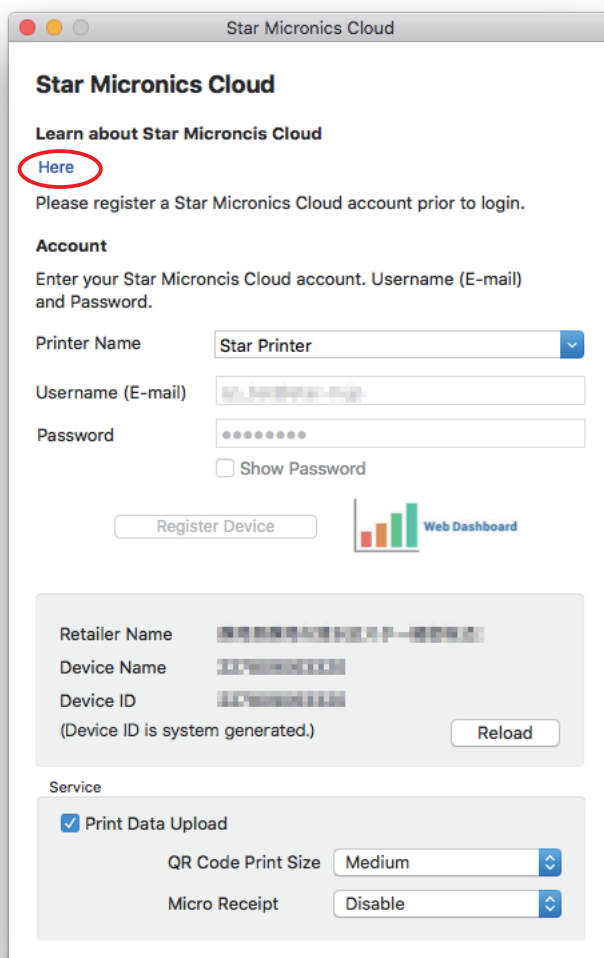 Star Micronics Cloud
Star Micronics Cloud
Learn about Star Microncis Cloud
Here
Please register a Star Micronics Cloud account prior to login.
Account
Enter your Star Microncis Cloud account. Username (E-mail)
and Password.
Printer Name Star Printer
Username (E-mail)
Password
Show Password
Register Device Web Dashboard
Retailer Name
Device Name
Device ID
(Device ID is system generated.) Reload
Service
Print Data Upload
QR Code Print Size Medium
Micro Receipt Disable